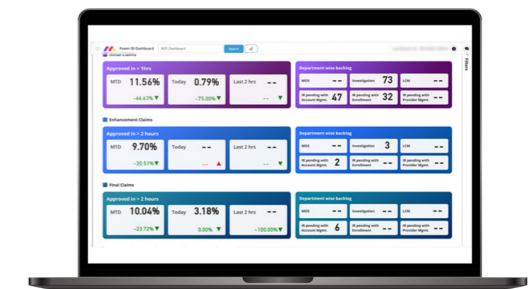 Power BI Dashboard
KPI Dashboard
Search
Filters
Initial Claims
Approved in > 1hrs
MTD 11.56% Today 0.79% Last 2 hrs --
-44.63% ▼ -79.00% ▼ -- ▼
Department wise backlog
MDS -- Investigation 73 LCM --
IR pending with Account Mgmt. 47 IR pending with Enrollment 32 IR pending with Provider Mgmt. --
Enhancement Claims
Approved in > 2 hours
MTD 9.70% Today -- Last 2 hrs --
-20.51% ▼ -- ▲ -- ▼
Department wise backlog
-- Investigation 3 LCM --
IR pending with Account Mgmt. 2 IR pending with Enrollment -- IR pending with Provider Mgmt. --
Final Claims
Approved in > 2 hours
MTD 10.04% Today 3.18% Last 2 hrs --
-23.72% ▼ 0.00% ▼ -100.00% ▼
Department wise backlog
-- Investigation -- LCM --
IR pending with Account Mgmt. 6 IR pending with Enrollment -- IR pending with Provider Mgmt. --